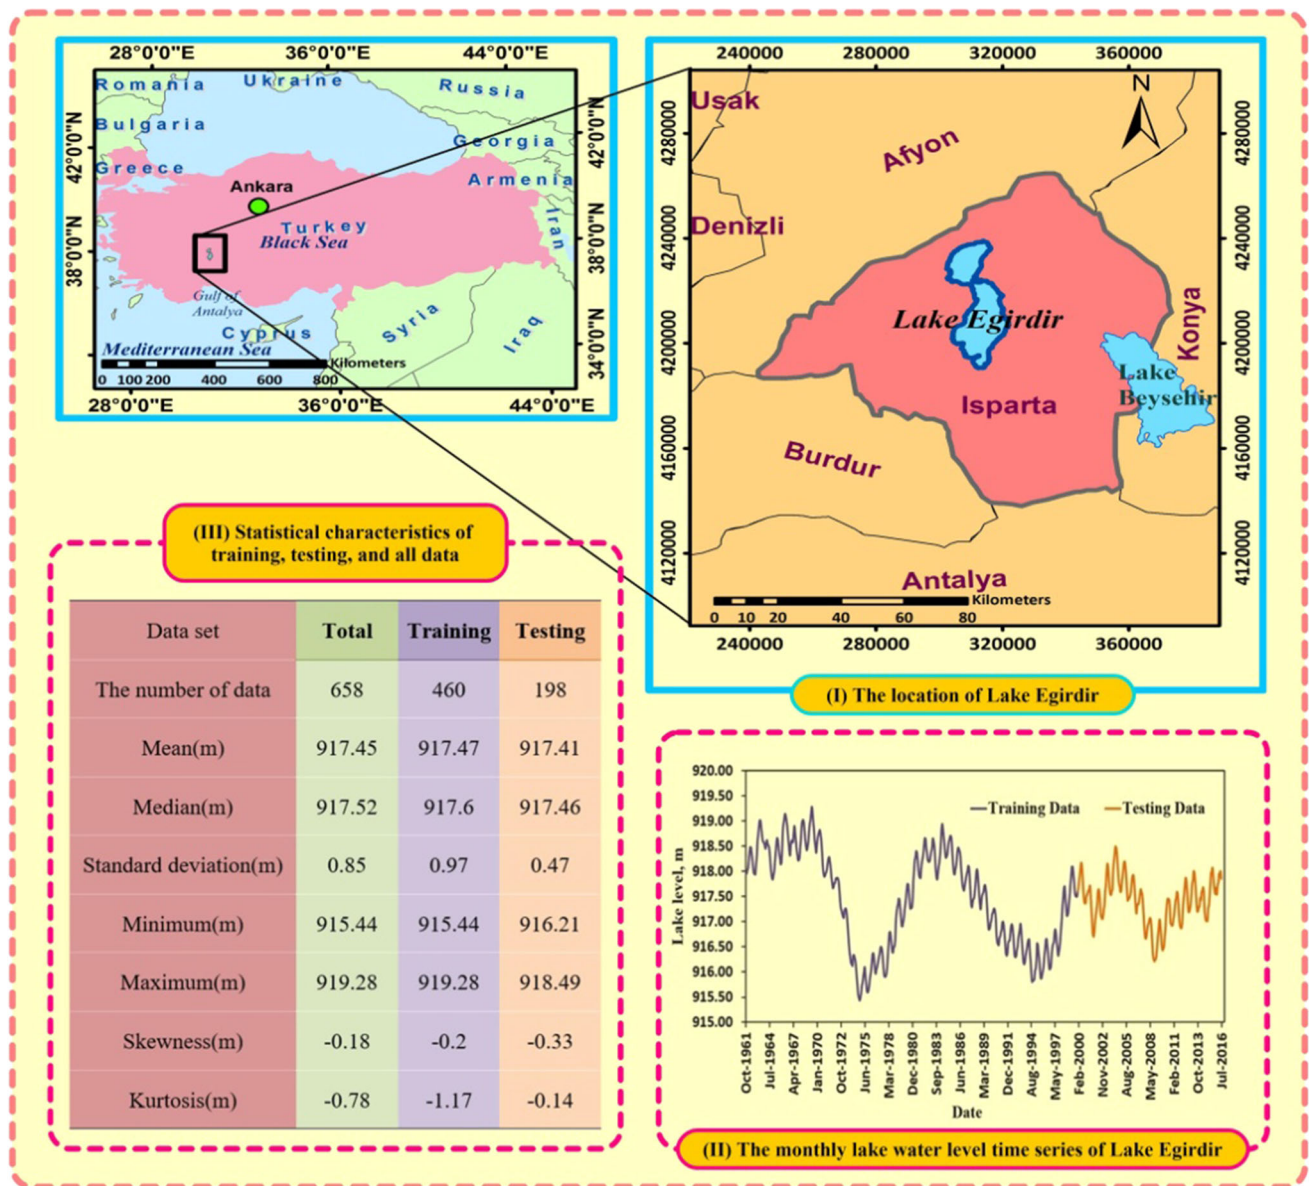 28°0'0"E 36°0'0"E 44°0'0"E
Romania Ukraine Russia
Bulgaria
Georgia
Greece
Armenia
Ankara
Turkey
Black Sea
Iran
Gulf of
Antalya
Cyprus
Syria
Iraq
Mediterranean Sea
Kilometers
0 100 200 400 600 800
42°0'0"N
38°0'0"N
42°0'0"N
38°0'0"N
34°0'0"N
28°0'0"E 36°0'0"E 44°0'0"E
240000 280000 320000 360000
N
Usak
Afyon
Denizli
Lake Egirdir
Konya
Lake
Beysehir
Isparta
Burdur
Antalya
Kilometers
0 10 20 40 60 80
4280000
4240000
4200000
4160000
4120000
4280000
4240000
4200000
4160000
4120000
240000 280000 320000 360000
(I) The location of Lake Egirdir
(III) Statistical characteristics of
training, testing, and all data
Data set Total Training Testing
The number of data 658 460 198
Mean(m) 917.45 917.47 917.41
Median(m) 917.52 917.6 917.46
Standard deviation(m) 0.85 0.97 0.47
Minimum(m) 915.44 915.44 916.21
Maximum(m) 919.28 919.28 918.49
Skewness(m) -0.18 -0.2 -0.33
Kurtosis(m) -0.78 -1.17 -0.14
920.00
919.50
919.00
918.50
918.00
917.50
917.00
916.50
916.00
915.50
915.00
Lake level, m
Training Data Testing Data
Oct-1961
Jul-1964
Apr-1967
Jan-1970
Oct-1972
Jun-1975
Mar-1978
Dec-1980
Sep-1983
Jun-1986
Mar-1989
Dec-1991
Aug-1994
May-1997
Feb-2000
Nov-2002
Aug-2005
May-2008
Feb-2011
Oct-2013
Jul-2016
Date
(II) The monthly lake water level time series of Lake Egirdir